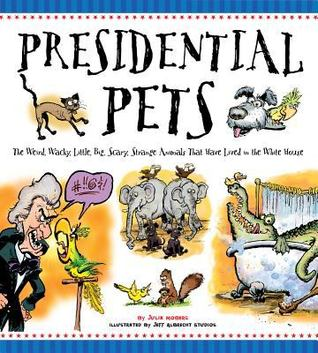 PRESIDENTIAL
PETS
The Weird, Wacky, Little, Big, Scary, Strange Animals That Have Lived in the White House
#!!@*!
BY JULIA MOBERG
ILLUSTRATED BY JEFF ALBRECHT STUDIOS